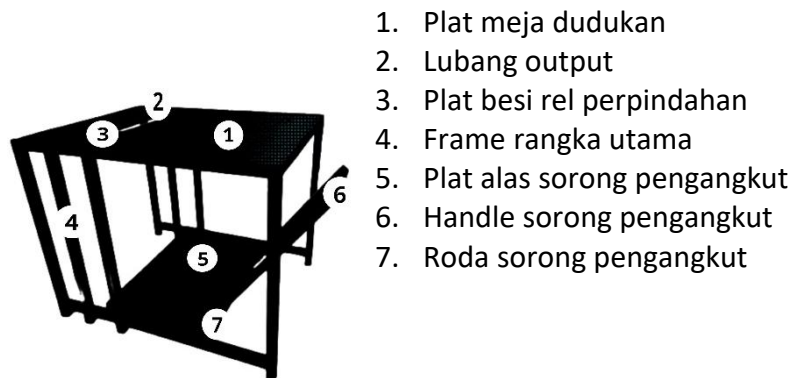 1. Plat meja dudukan
2. Lubang output
3. Plat besi rel perpindahan
4. Frame rangka utama
5. Plat alas sorong pengangkut
6. Handle sorong pengangkut
7. Roda sorong pengangkut
2
3
1
6
4
5
7